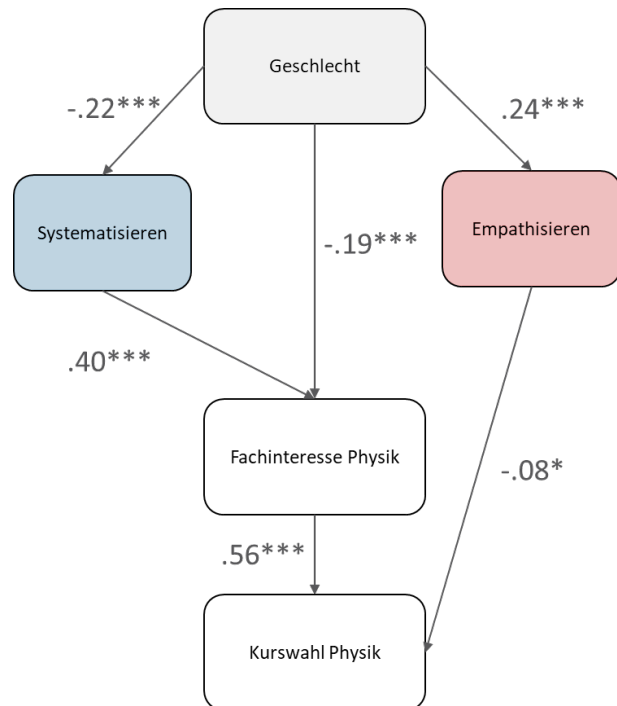 Geschlecht
-.22***
.24***
Systematisieren
-.19***
Empathisieren
.40***
Fachinteresse Physik
-.08*
.56***
Kurswahl Physik